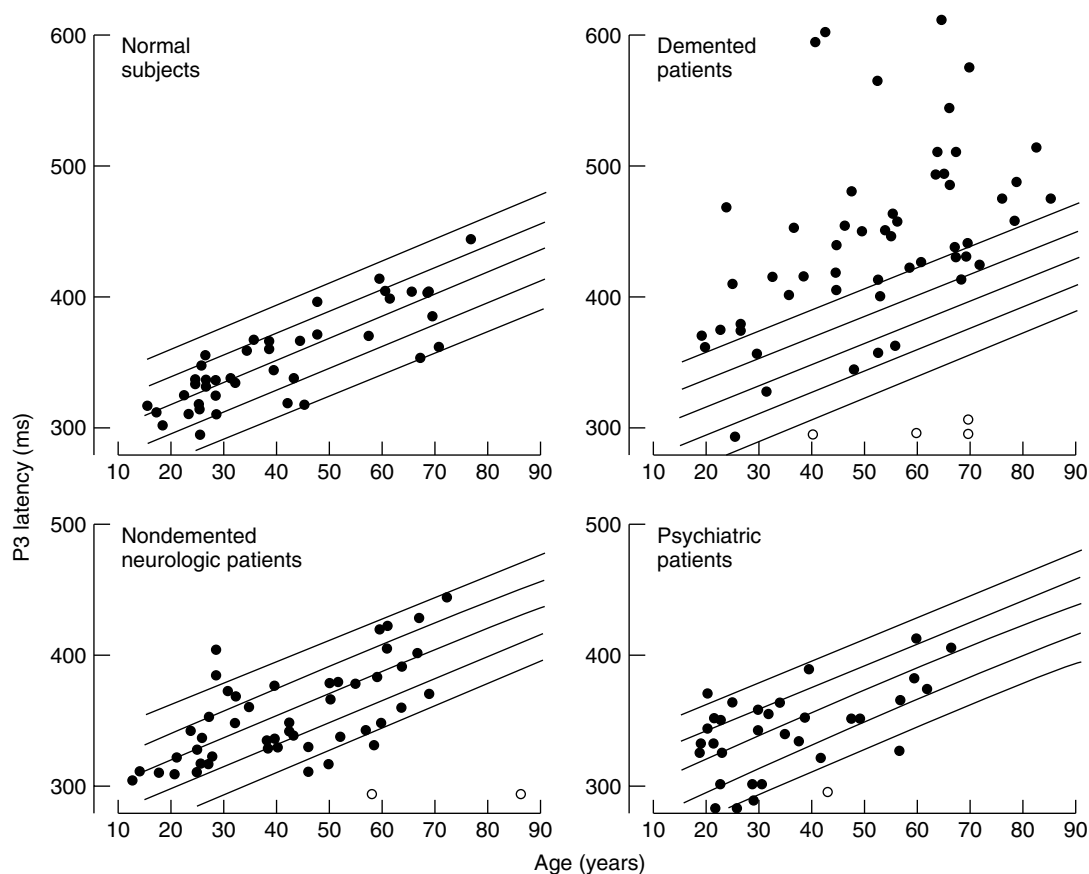 P3 latency (ms)
600
500
400
300
Normal
subjects
10 20 30 40 50 60 70 80 90
600
500
400
300
Demented
patients
10 20 30 40 50 60 70 80 90
500
400
300
Nondemented
neurologic patients
10 20 30 40 50 60 70 80 90
500
400
300
Psychiatric
patients
10 20 30 40 50 60 70 80 90
Age (years)